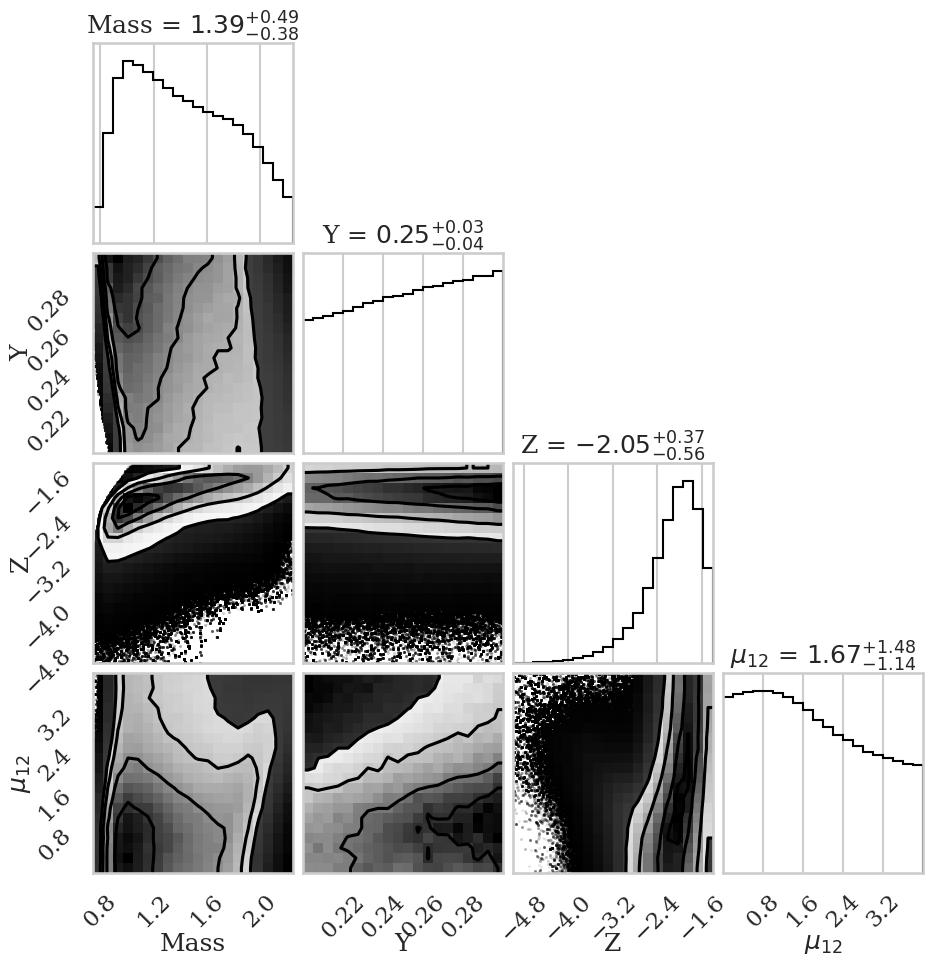 Mass = 1.39+0.49−0.38
Y = 0.25+0.03−0.04
0.28
0.26
0.24
0.22
Y
Z = −2.05+0.37−0.56
−1.6
−2.4
−3.2
−4.0
−4.8
Z
μ12 = 1.67+1.48−1.14
3.2
2.4
1.6
0.8
μ12
0.8 1.2 1.6 2.0
0.22 0.24 0.26 0.28
−4.8 −4.0 −3.2 −2.4 −1.6
0.8 1.6 2.4 3.2
Mass Y Z μ12